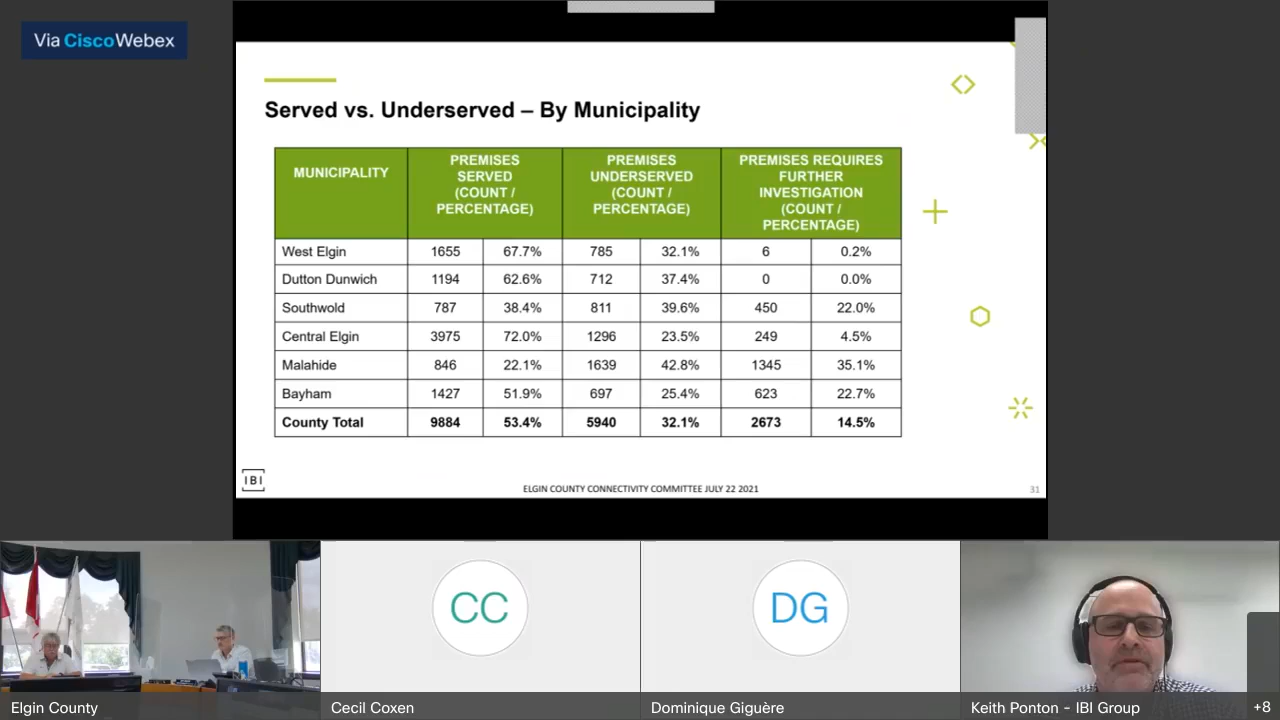 Via Cisco Webex
Served vs. Underserved – By Municipality
MUNICIPALITY
PREMISES
SERVED
(COUNT /
PERCENTAGE)
PREMISES
UNDERSERVED
(COUNT /
PERCENTAGE)
PREMISES REQUIRES
FURTHER
INVESTIGATION
(COUNT /
PERCENTAGE)
West Elgin 1655 67.7% 785 32.1% 6 0.2%
Dutton Dunwich 1194 62.6% 712 37.4% 0 0.0%
Southwold 787 38.4% 811 39.6% 450 22.0%
Central Elgin 3975 72.0% 1296 23.5% 249 4.5%
Malahide 846 22.1% 1639 42.8% 1345 35.1%
Bayham 1427 51.9% 697 25.4% 623 22.7%
County Total 9884 53.4% 5940 32.1% 2673 14.5%
IBI
ELGIN COUNTY CONNECTIVITY COMMITTEE JULY 22 2021
31
CC
DG
Elgin County
Cecil Coxen
Dominique Giguère
Keith Ponton - IBI Group
+8